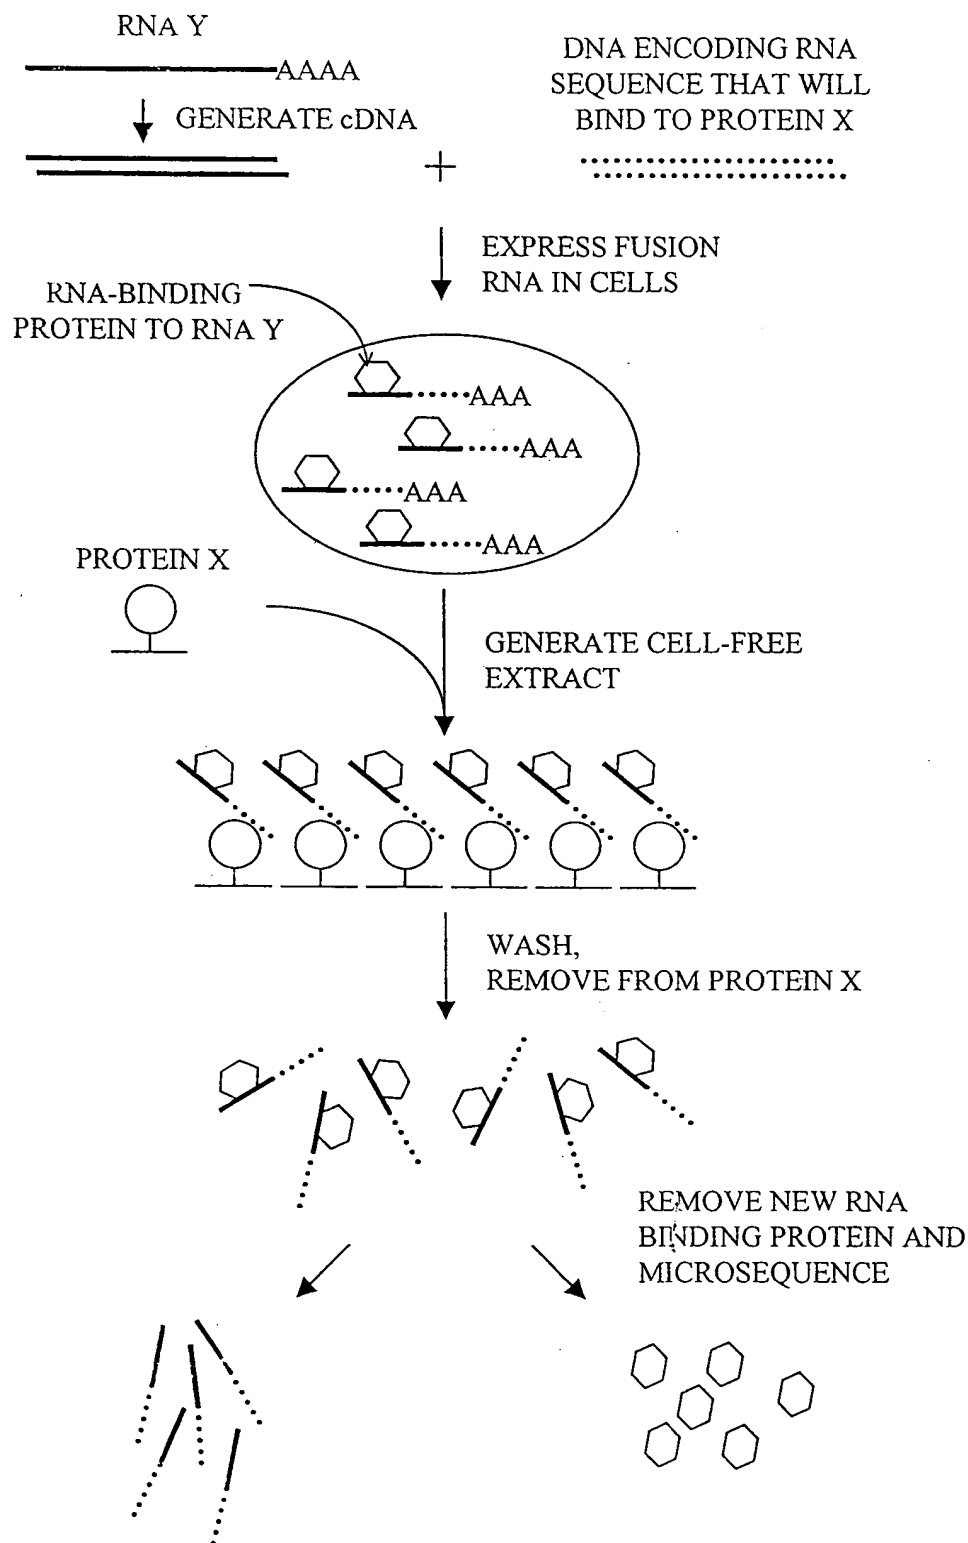 RNA Y
AAAA
GENERATE cDNA
DNA ENCODING RNA
SEQUENCE THAT WILL
BIND TO PROTEIN X
+
EXPRESS FUSION
RNA IN CELLS
RNA-BINDING
PROTEIN TO RNA Y
AAA
AAA
AAA
AAA
PROTEIN X
GENERATE CELL-FREE
EXTRACT
WASH,
REMOVE FROM PROTEIN X
REMOVE NEW RNA
BINDING PROTEIN AND
MICROSEQUENCE